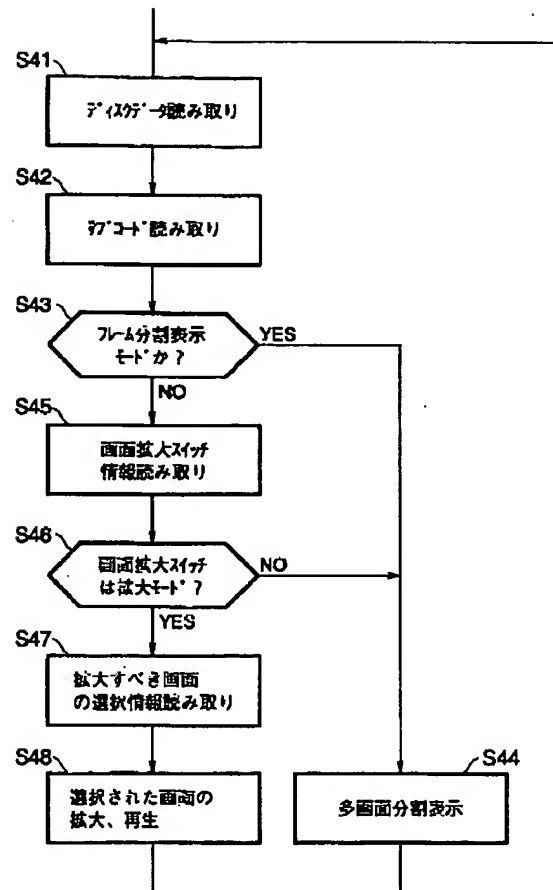 S41
ディスクデータ読み取り
S42
サブコード読み取り
S43
フレーム分割表示
モードか?
YES
NO
S45
画面拡大スイッチ
情報読み取り
S46
画面拡大スイッチ
は拡大モード?
NO
YES
S47
拡大すべき画面
の選択情報読み取り
S48
選択された画面の
拡大、再生
S44
多画面分割表示